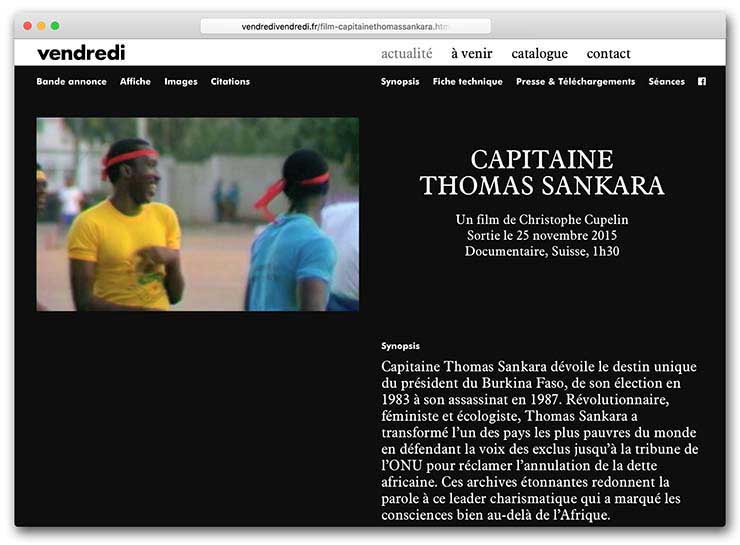 vendredivendredi.fr/film-capitainethomassankara.htm
vendredi
actualité à venir catalogue contact
Bande annonce Affiche Images Citations
Synopsis Fiche technique Presse & Téléchargements Séances
CAPITAINE
THOMAS SANKARA
Un film de Christophe Cupelin
Sortie le 25 novembre 2015
Documentaire, Suisse, 1h30
Synopsis
Capitaine Thomas Sankara dévoile le destin unique
du président du Burkina Faso, de son élection en
1983 à son assassinat en 1987. Révolutionnaire,
féministe et écologiste, Thomas Sankara a
transformé l’un des pays les plus pauvres du monde
en défendant la voix des exclus jusqu’à la tribune de
l’ONU pour réclamer l’annulation de la dette
africaine. Ces archives étonnantes redonnent la
parole à ce leader charismatique qui a marqué les
consciences bien au-delà de l’Afrique.